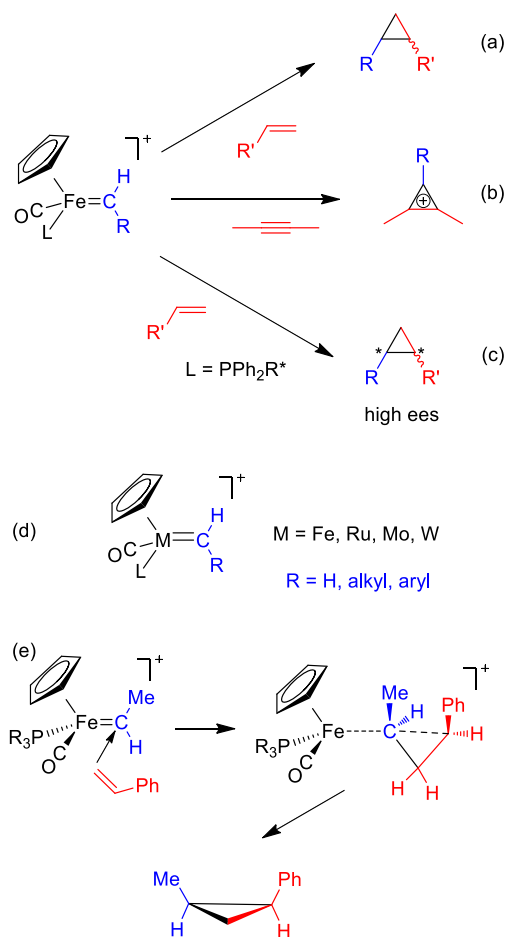 R
R'
(a)
R'
]+
H
Fe=C
OC
L
R
R
+
(b)
R'
L = PPh₂R*
* *
R
R'
(c)
high ees
(d)
]+
H
M=C
OC
L
R
M = Fe, Ru, Mo, W
R = H, alkyl, aryl
(e)
]+
Me
Fe=C
R₃P
OC
H
Ph
]+
Me
H
Ph
Fe
C
H
R₃P
OC
H
H
Me
Ph
H
H